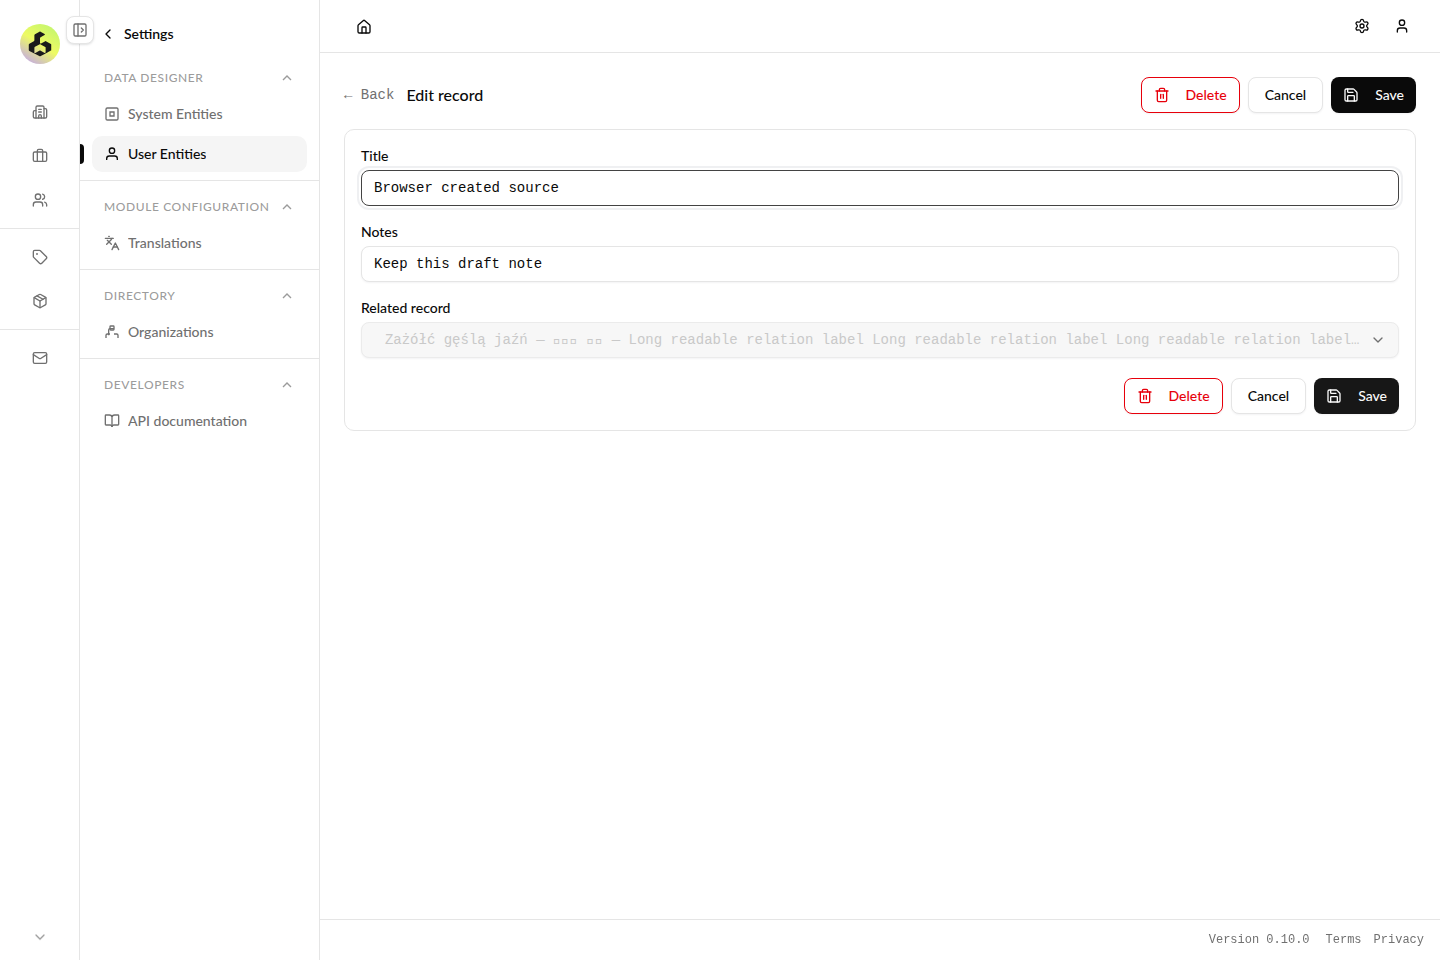 Settings
DATA DESIGNER
System Entities
User Entities
MODULE CONFIGURATION
Translations
DIRECTORY
Organizations
DEVELOPERS
API documentation
← Back Edit record
Delete Cancel Save
Title
Browser created source
Notes
Keep this draft note
Related record
Zażółć gęślą jaźń — □□□ □□ — Long readable relation label Long readable relation label Long readable relation label…
Delete Cancel Save
Version 0.10.0 Terms Privacy